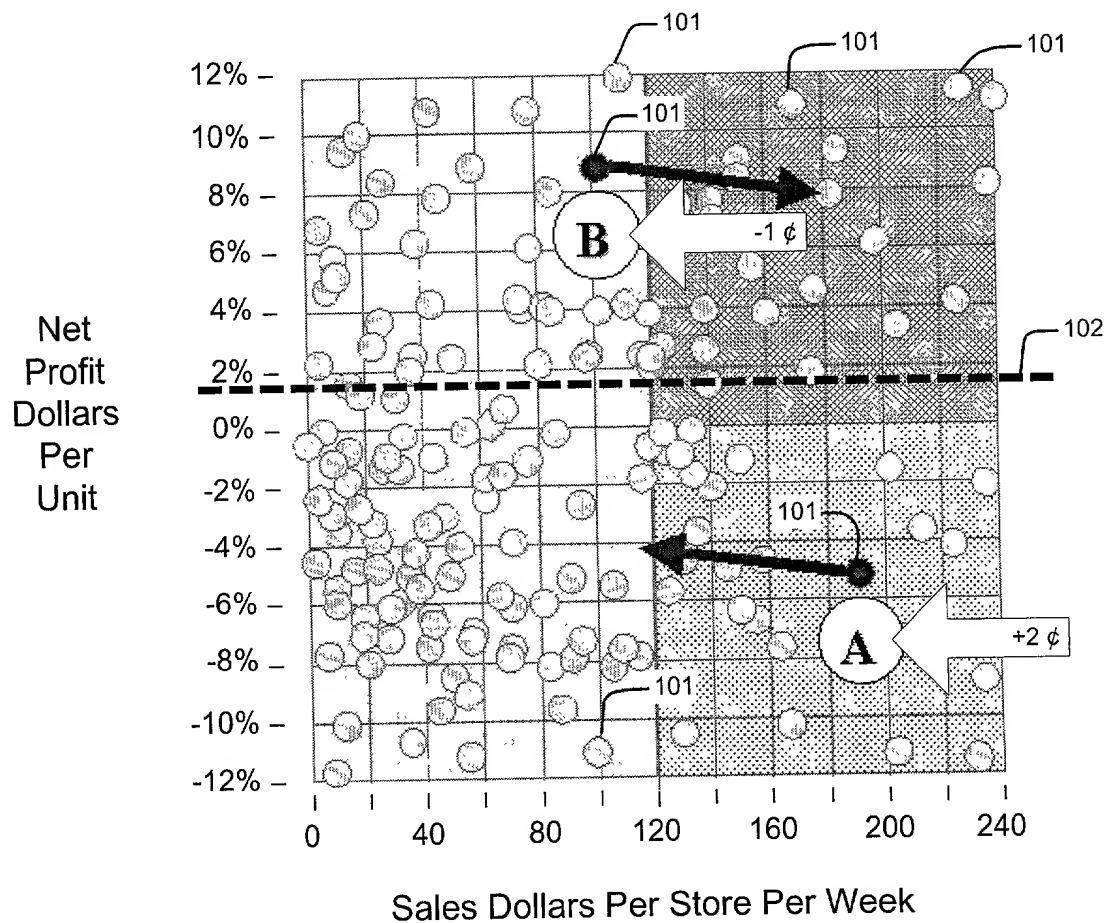 101
101
101
12% –
101
10% –
8% –
B
-1 ¢
6% –
4% –
102
2% –
Net
Profit
Dollars
Per
Unit
0% –
-2% –
101
-4% –
-6% –
A
+2 ¢
-8% –
101
-10% –
-12% –
0 40 80 120 160 200 240
Sales Dollars Per Store Per Week